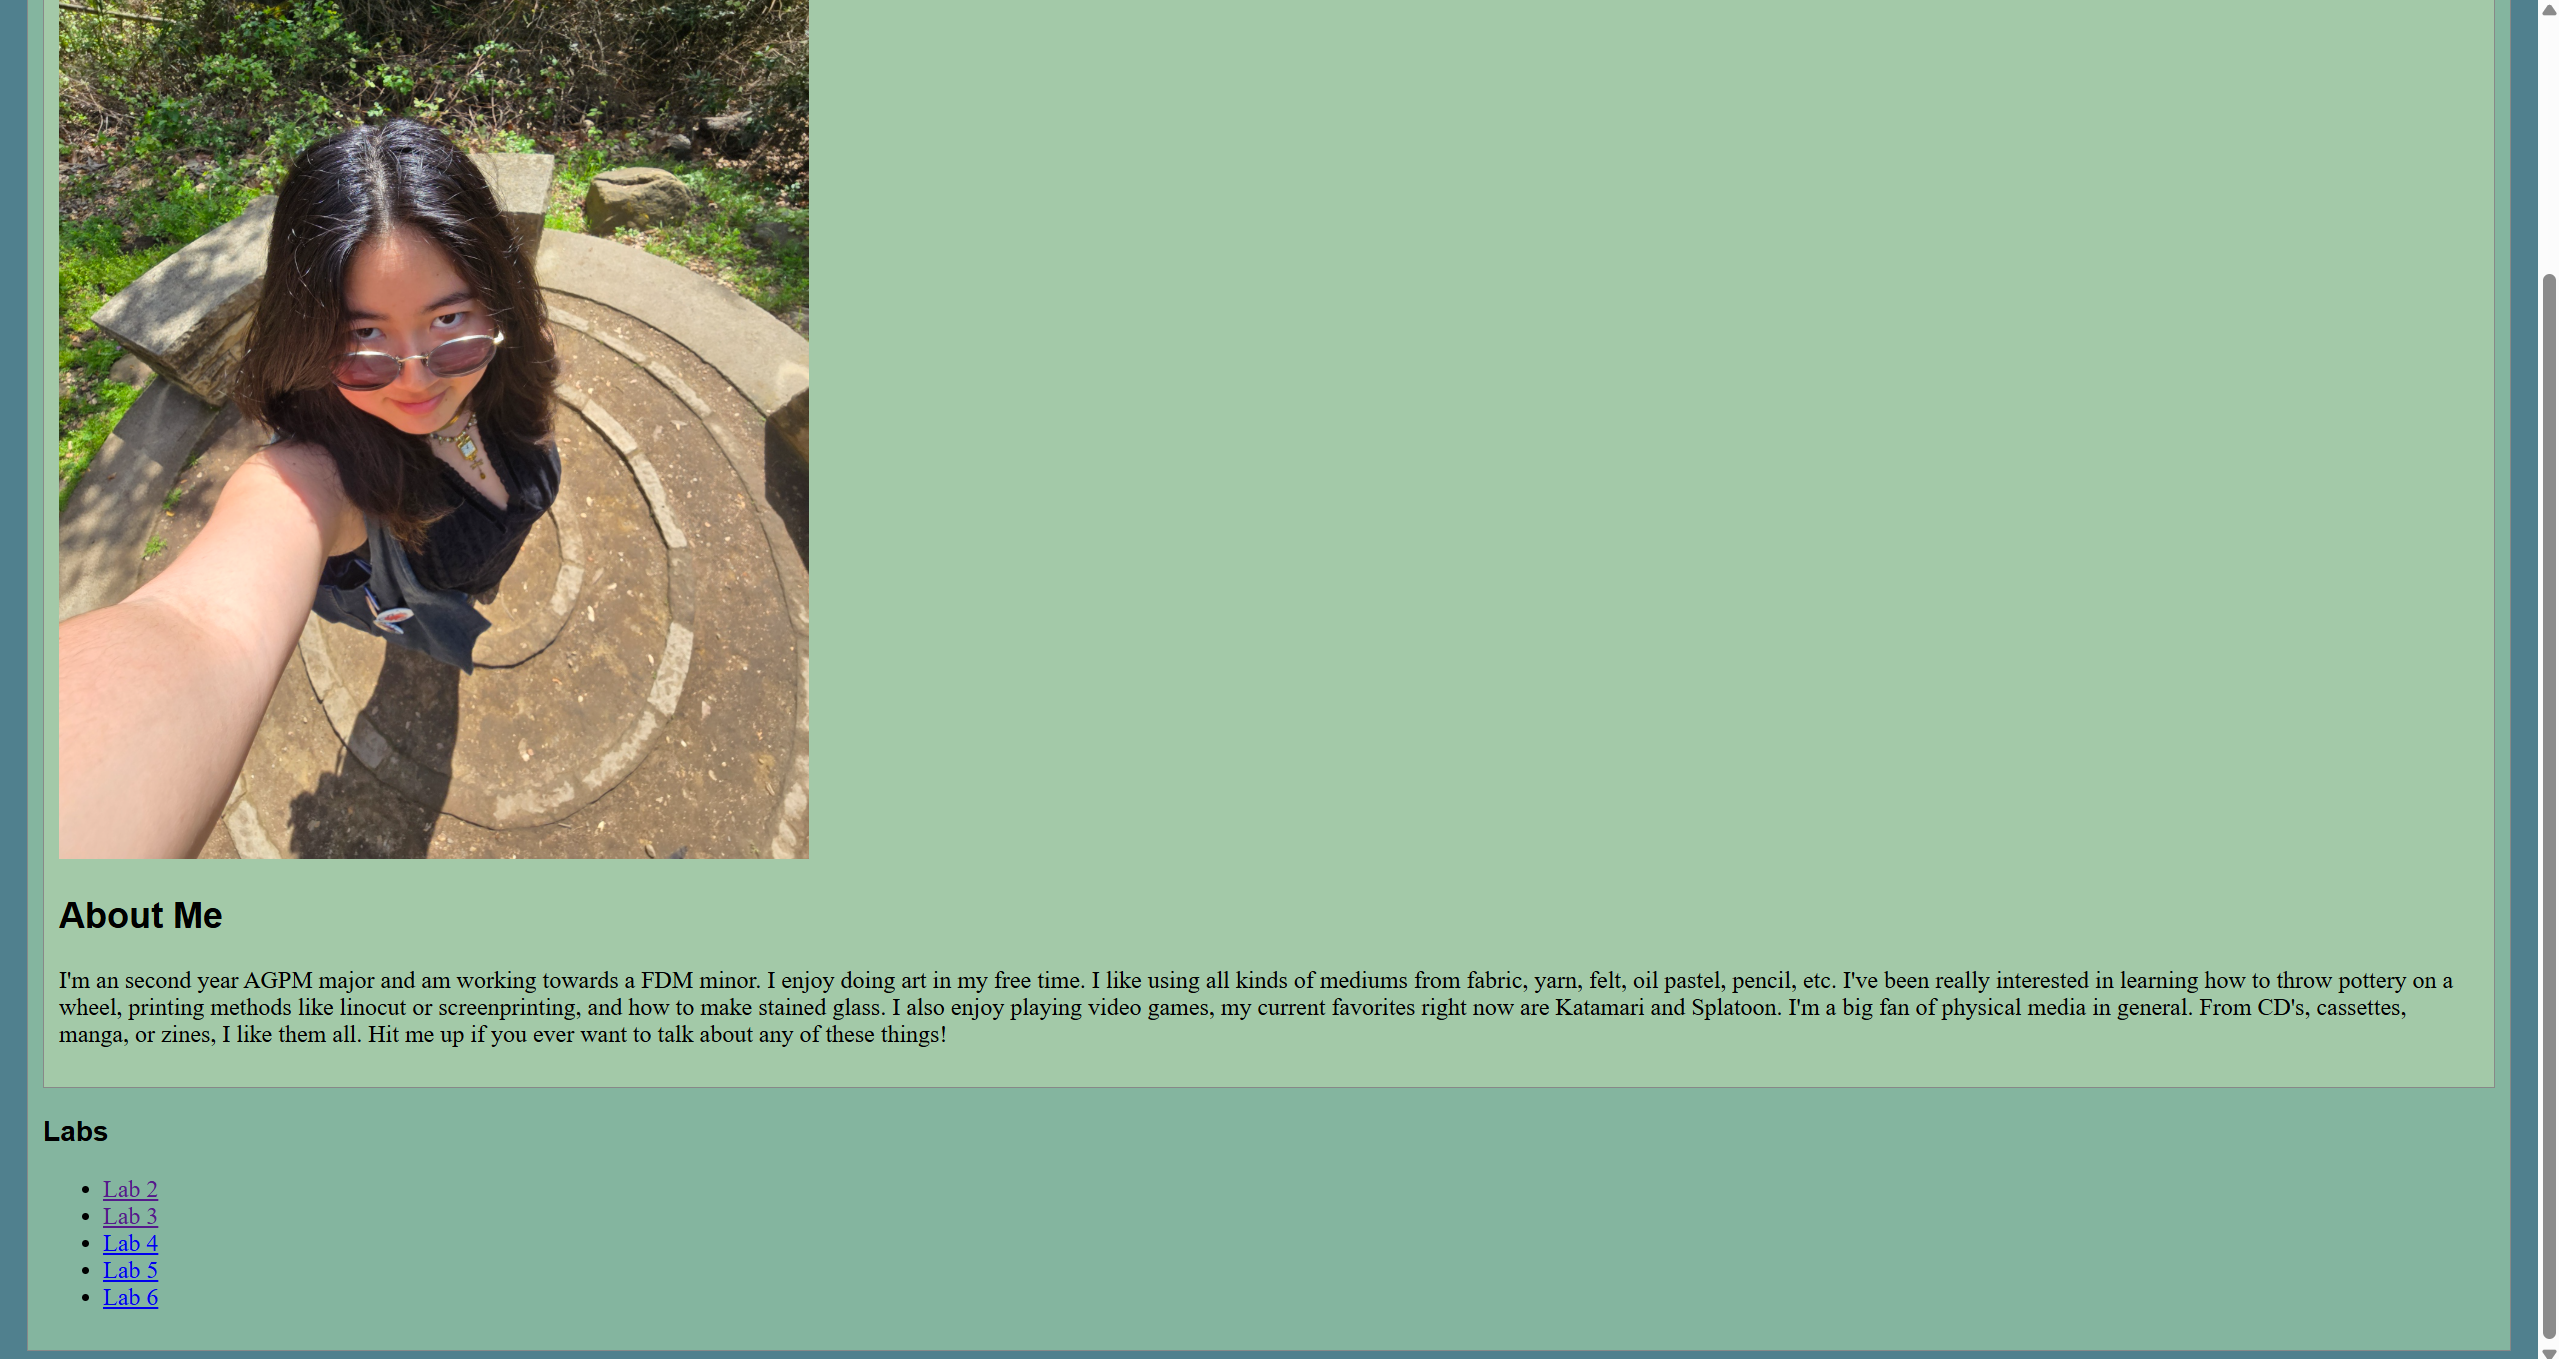 About Me
I'm an second year AGPM major and am working towards a FDM minor. I enjoy doing art in my free time. I like using all kinds of mediums from fabric, yarn, felt, oil pastel, pencil, etc. I've been really interested in learning how to throw pottery on a
wheel, printing methods like linocut or screenprinting, and how to make stained glass. I also enjoy playing video games, my current favorites right now are Katamari and Splatoon. I'm a big fan of physical media in general. From CD's, cassettes,
manga, or zines, I like them all. Hit me up if you ever want to talk about any of these things!
Labs
Lab 2
Lab 3
Lab 4
Lab 5
Lab 6